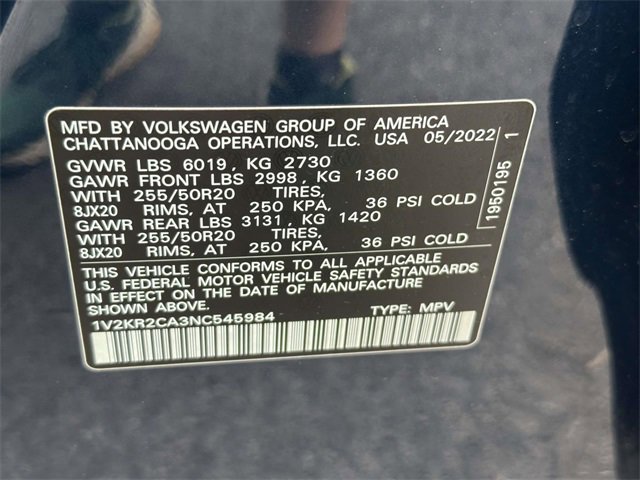 MFD BY VOLKSWAGEN GROUP OF AMERICA
CHATTANOOGA OPERATIONS, LLC. USA 05/2022
GVWR LBS 6019, KG 2730
GAWR FRONT LBS 2998, KG 1360
WITH 255/50R20 TIRES,
8JX20 RIMS, AT 250 KPA, 36 PSI COLD
GAWR REAR LBS 3131, KG 1420
WITH 255/50R20 TIRES,
8JX20 RIMS, AT 250 KPA, 36 PSI COLD
THIS VEHICLE CONFORMS TO ALL APPLICABLE
U.S. FEDERAL MOTOR VEHICLE SAFETY STANDARDS
IN EFFECT ON THE DATE OF MANUFACTURE
SHOWN ABOVE.
1V2KR2CA3NC545984 TYPE: MPV
1950195 1